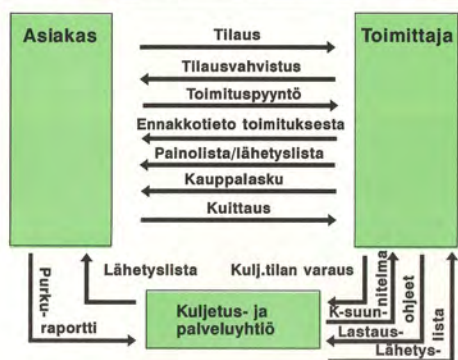 Asiakas
Toimittaja
Tilaus
Tilausvahvistus
Toimituspyyntö
Ennakkotieto toimituksesta
Painolista/lähetyslista
Kauppalasku
Kuittaus
Purku-
raportti
Lähetyslista
Kulj.tilan varaus
Kuljetus- ja
palveluyhtiö
K-suun-
nitelma
Lastaus-
ohjeet
Lähetys-
lista